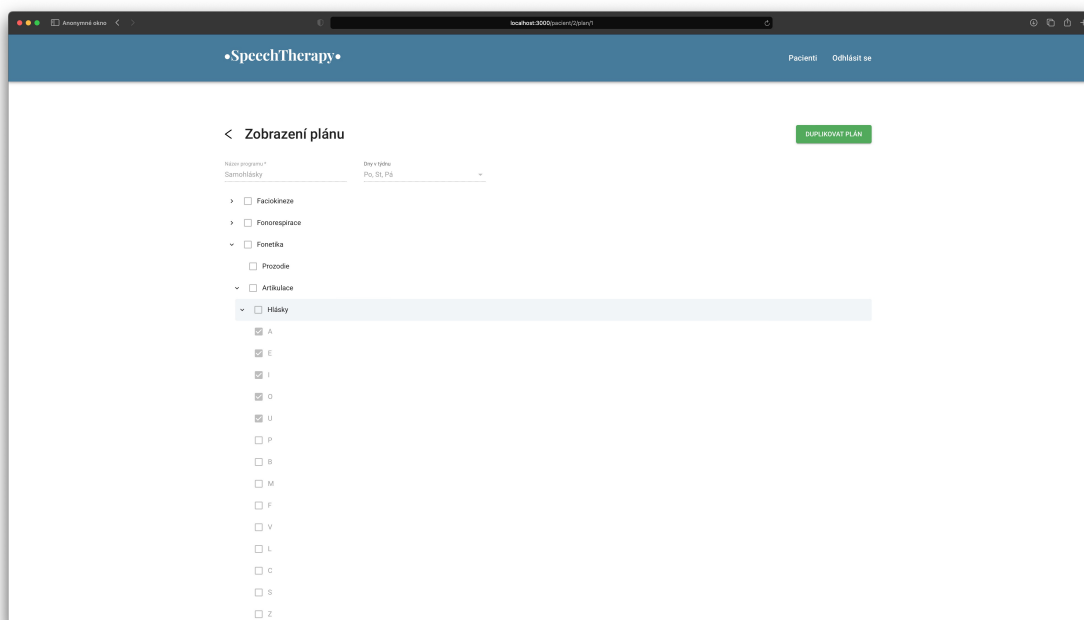 Anonymné okno
localhost:3000/pacient/2/plan/1
•SpeechTherapy•
Pacienti Odhlásit se
Zobrazení plánu
DUPLIKOVAT PLÁN
Název programu *
Dny v týdnu
Samohlásky
Po, St, Pá
Faciokineze
Fonorespirace
Fonetika
Prozodie
Artikulace
Hlásky
A
E
I
O
U
P
B
M
F
V
L
C
S
Z